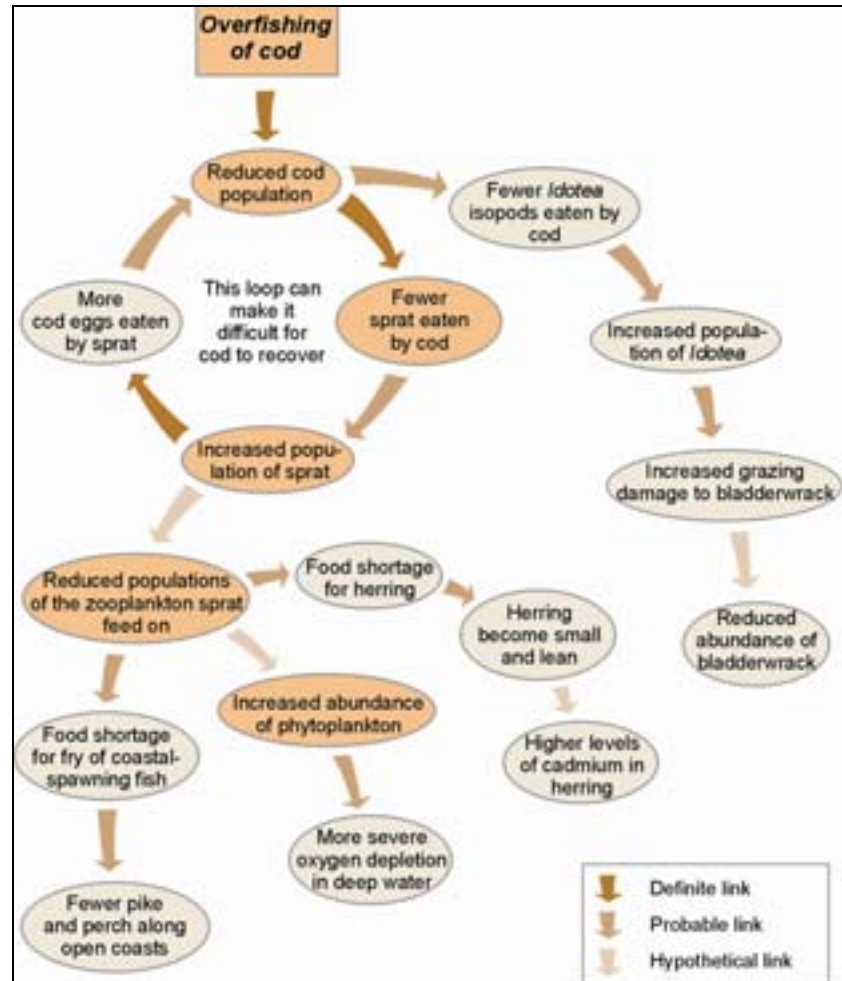 Overfishing
of cod
Reduced cod
population
Fewer Idotea
isopods eaten by
cod
More
cod eggs eaten
by sprat
This loop can
make it
difficult for
cod to recover
Fewer
sprat eaten
by cod
Increased popula-
tion of Idotea
Increased popu-
lation of sprat
Increased grazing
damage to bladderwrack
Reduced populations
of the zooplankton sprat
feed on
Food shortage
for herring
Herring
become small
and lean
Reduced
abundance of
bladderwrack
Increased abundance
of phytoplankton
Food shortage
for fry of coastal-
spawning fish
Higher levels
of cadmium in
herring
More severe
oxygen depletion
in deep water
Fewer pike
and perch along
open coasts
Definite link
Probable link
Hypothetical link